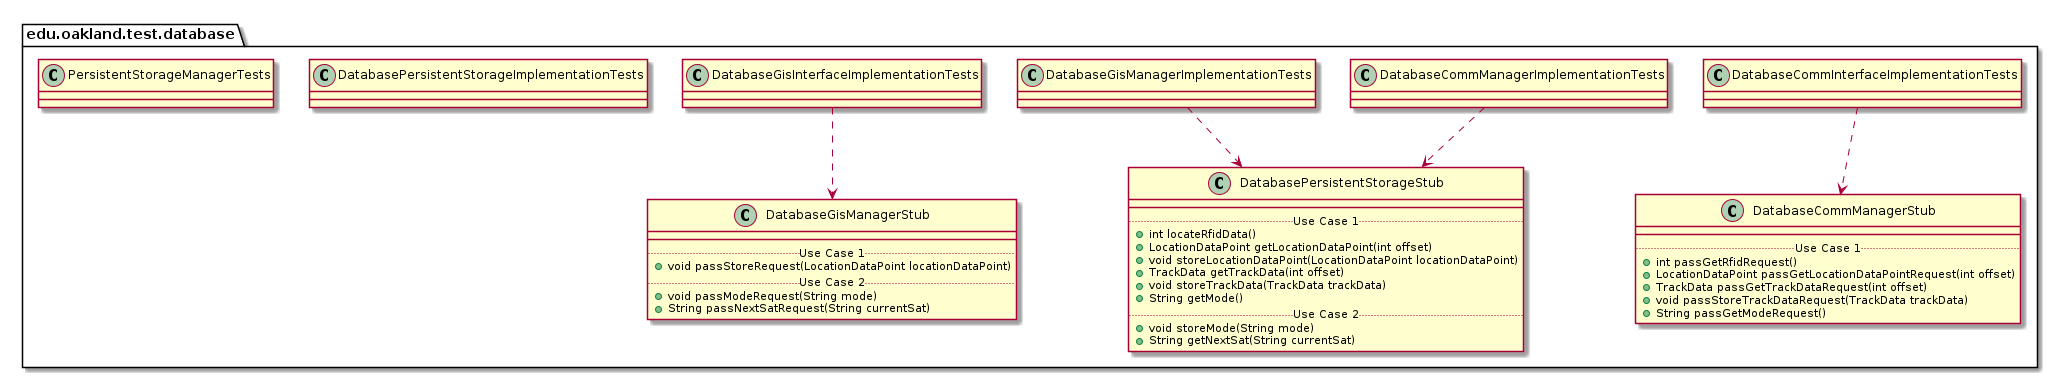 edu.oakland.test.database
C PersistentStorageManagerTests
C DatabasePersistentStorageImplementationTests
C DatabaseGisInterfaceImplementationTests
C DatabaseGisManagerImplementationTests
C DatabaseCommManagerImplementationTests
C DatabaseCommInterfaceImplementationTests
C DatabaseGisManagerStub
Use Case 1
void passStoreRequest(LocationDataPoint locationDataPoint)
Use Case 2
void passModeRequest(String mode)
String passNextSatRequest(String currentSat)
C DatabasePersistentStorageStub
Use Case 1
int locateRfidData()
LocationDataPoint getLocationDataPoint(int offset)
void storeLocationDataPoint(LocationDataPoint locationDataPoint)
TrackData getTrackData(int offset)
void storeTrackData(TrackData trackData)
String getMode()
Use Case 2
void storeMode(String mode)
String getNextSat(String currentSat)
C DatabaseCommManagerStub
Use Case 1
int passGetRfidRequest()
LocationDataPoint passGetLocationDataPointRequest(int offset)
TrackData passGetTrackDataRequest(int offset)
void passStoreTrackDataRequest(TrackData trackData)
String passGetModeRequest()